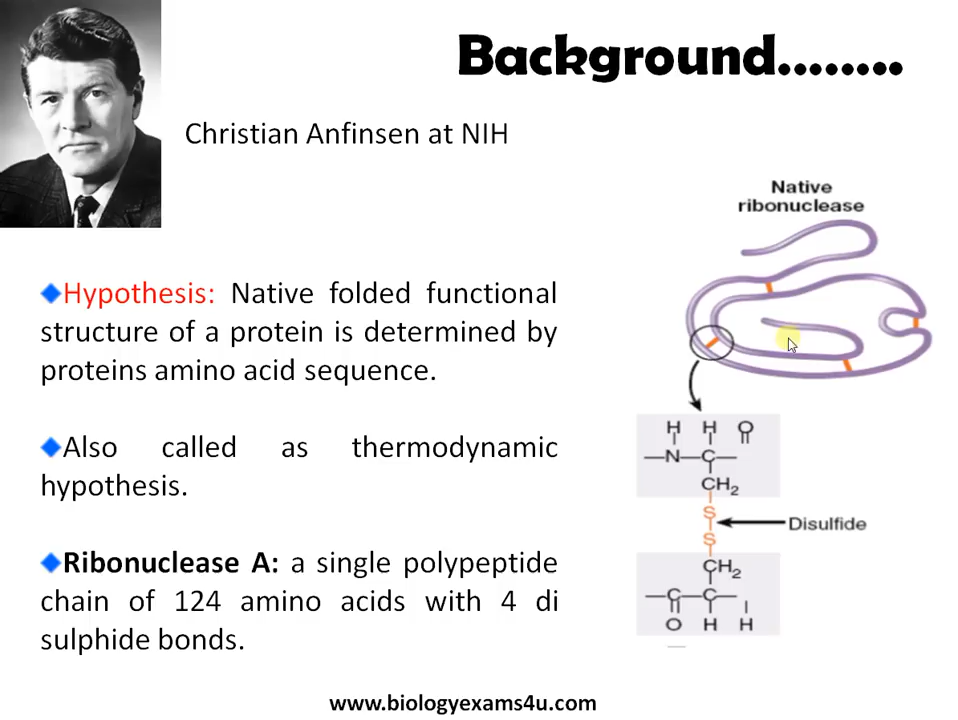 Background........
Christian Anfinsen at NIH
Native
ribonuclease
Hypothesis: Native folded functional
structure of a protein is determined by
proteins amino acid sequence.
Also called as thermodynamic
hypothesis.
Ribonuclease A: a single polypeptide
chain of 124 amino acids with 4 di
sulphide bonds.
H H O
—N—C—
CH2
S
S
Disulfide
CH2
—C—C—
O H H
www.biologyexams4u.com